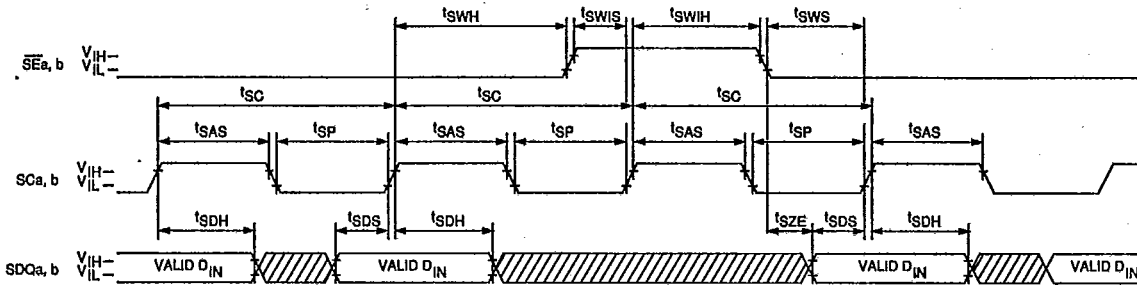 tSWH tSWIS tSWIH tSWS
SEa, b VIH
VIL
tSC tSC tSC
tSAS tSP tSAS tSP tSAS tSP tSAS
SCa, b VIH
VIL
tSDH tSDS tSDH tSZE tSDS tSDH
SDQa, b VIH
VIL
VALID DIN VALID DIN VALID DIN VALID DIN